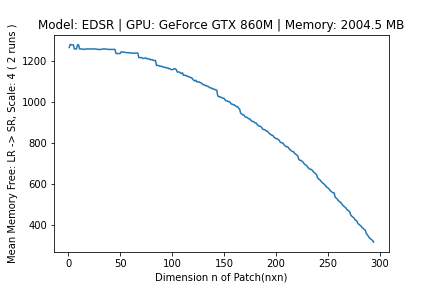 Model: EDSR | GPU: GeForce GTX 860M | Memory: 2004.5 MB
Mean Memory Free: LR -> SR, Scale: 4 ( 2 runs )
1200
1000
800
600
400
0 50 100 150 200 250 300
Dimension n of Patch(nxn)